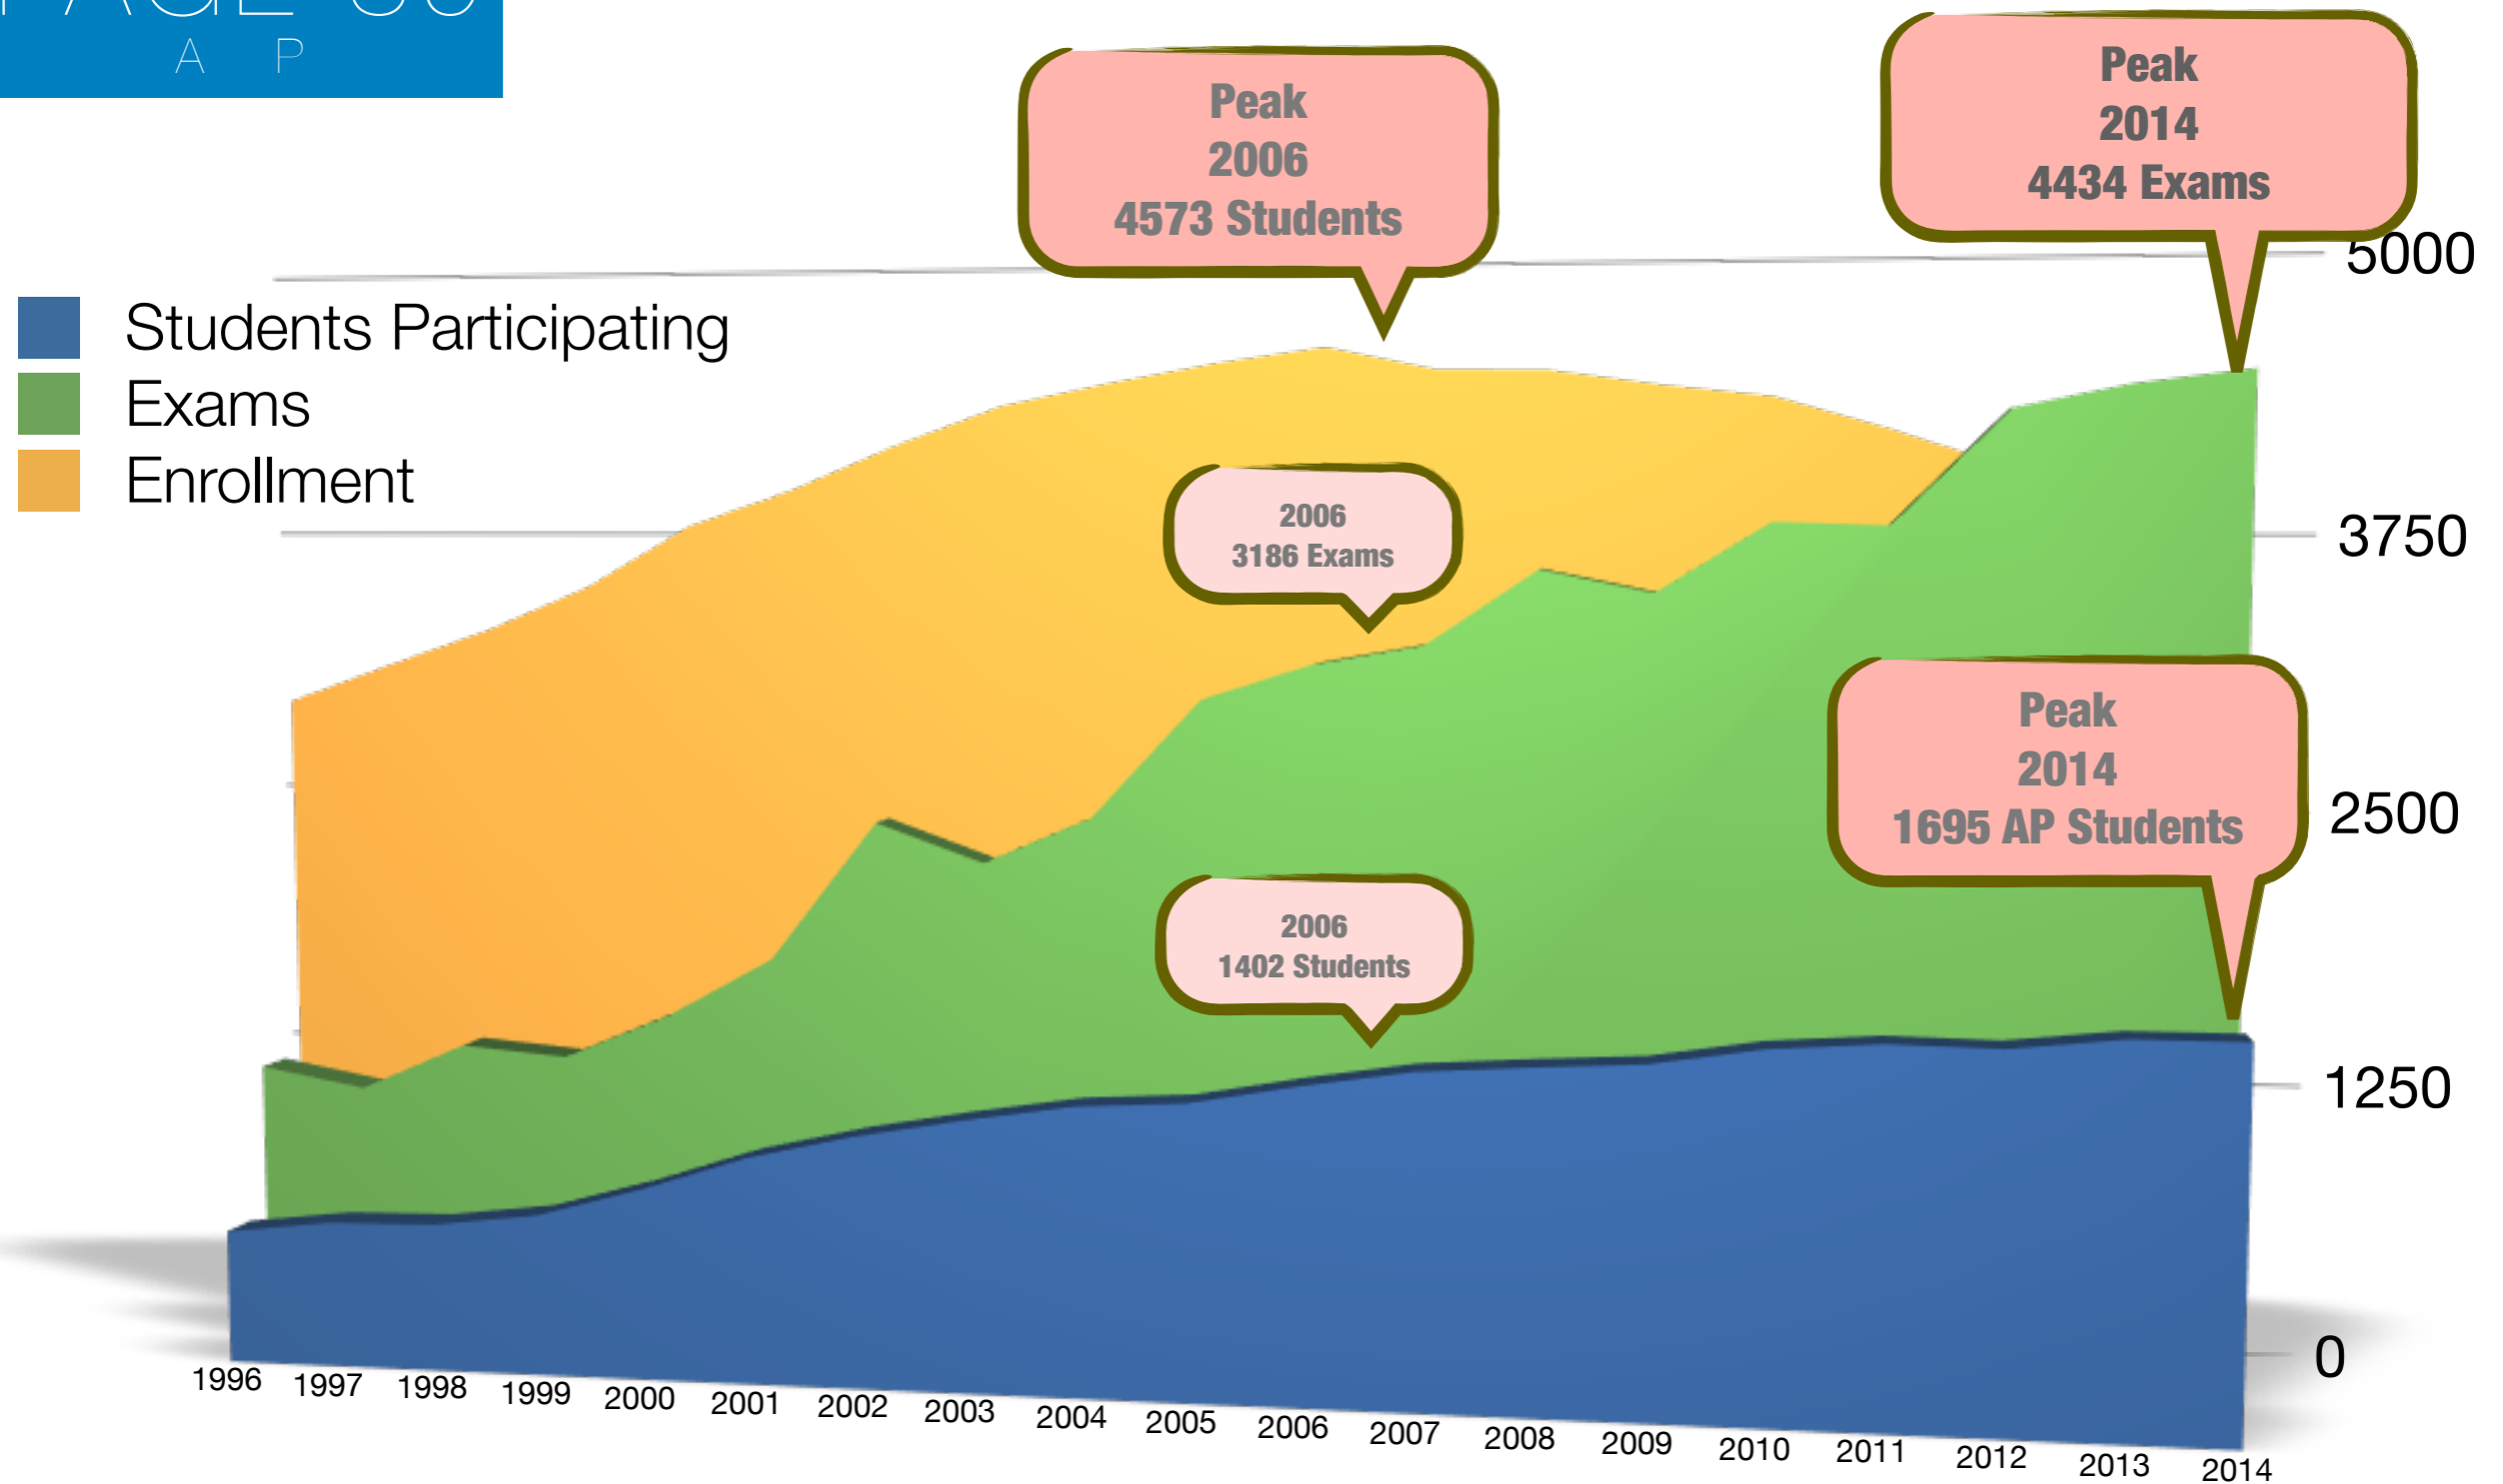 A P
Peak
2006
4573 Students
Peak
2014
4434 Exams
5000
Students Participating
Exams
Enrollment
2006
3186 Exams
3750
Peak
2014
1695 AP Students
2500
2006
1402 Students
1250
0
1996 1997 1998 1999 2000 2001 2002 2003 2004 2005 2006 2007 2008 2009 2010 2011 2012 2013 2014